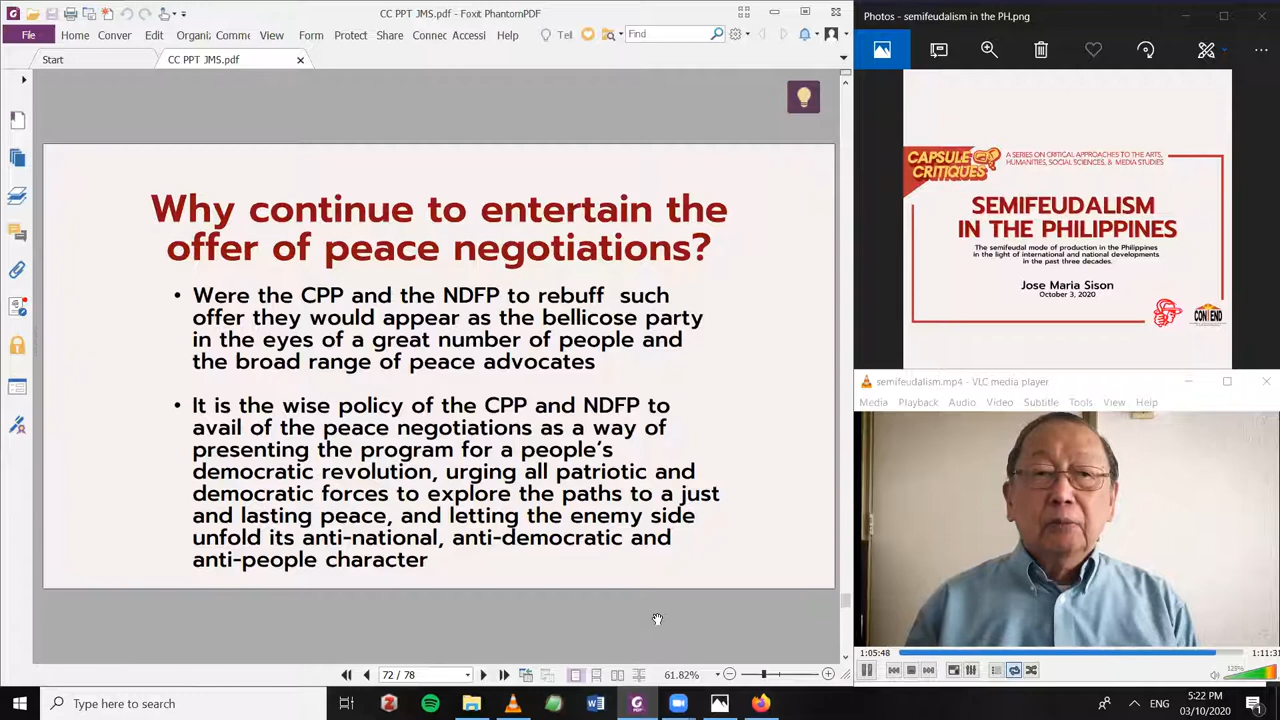 CC PPT JMS.pdf - Foxit PhantomPDF
File Home Conver Edit Organi Comme View Form Protect Share Connec Accessi Help Tel Find
Start CC PPT JMS.pdf
Why continue to entertain the
offer of peace negotiations?
• Were the CPP and the NDFP to rebuff such
offer they would appear as the bellicose party
in the eyes of a great number of people and
the broad range of peace advocates
• It is the wise policy of the CPP and NDFP to
avail of the peace negotiations as a way of
presenting the program for a people's
democratic revolution, urging all patriotic and
democratic forces to explore the paths to a just
and lasting peace, and letting the enemy side
unfold its anti-national, anti-democratic and
anti-people character
72 / 78
61.82%
Photos - semifeudalism in the PH.png
CAPSULE
CRITIQUES
A SERIES ON CRITICAL APPROACHES TO THE ARTS,
HUMANITIES, SOCIAL SCIENCES, & MEDIA STUDIES
SEMIFEUDALISM
IN THE PHILIPPINES
The semifeudal mode of production in the Philippines
in the light of international and national developments
in the past three decades.
Jose Maria Sison
October 3, 2020
CONTEND
semifeudalism.mp4 - VLC media player
Media Playback Audio Video Subtitle Tools View Help
1:05:48
1:11:31
125%
Type here to search
ENG
5:22 PM
03/10/2020